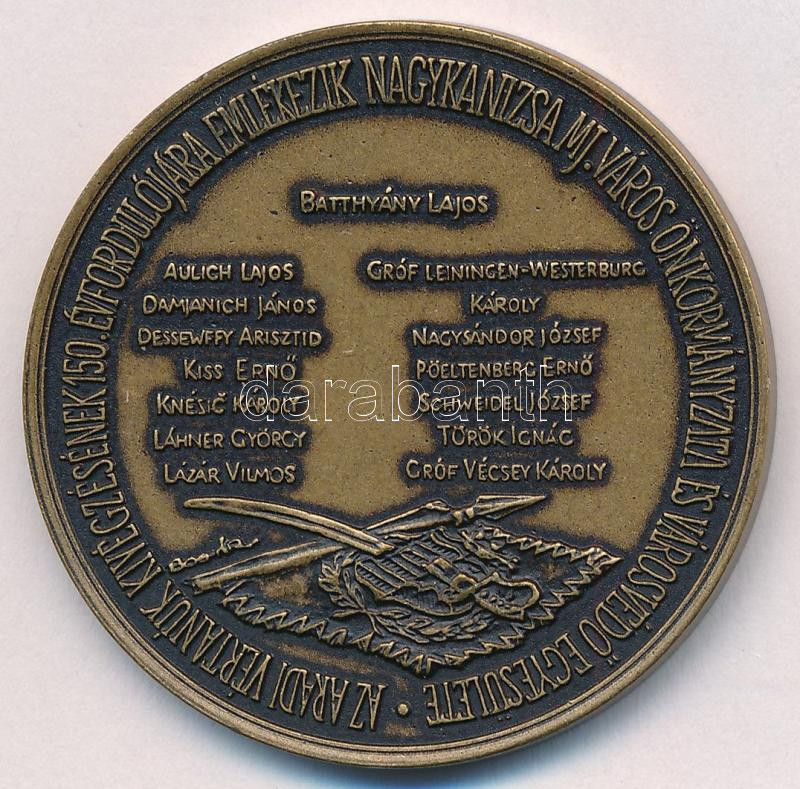 AZ ARADI VÉRTANÚK KIVÉGZÉSÉNEK 150. ÉVFORDULÓJÁRA EMLÉKEZIK NAGYKANIZSA MJ. VÁROS ÖNKORMÁNYZATA ÉS VÁROSVÉDŐ EGYESÜLETE •
BATTHYÁNY LAJOS
AULICH LAJOS
DAMJANICH JÁNOS
DESSEWFFY ARISZTID
KISS ERNŐ
KNÉSIČ KÁROLY
LÁHNER GYÖRGY
LÁZÁR VILMOS
GRÓF LEININGEN-WESTERBURG
KÁROLY
NAGYSÁNDOR JÓZSEF
PÖELTENBERG ERNŐ
SCHWEIDEL JÓZSEF
TÖRÖK IGNÁC
GRÓF VÉCSEY KÁROLY
darabanth